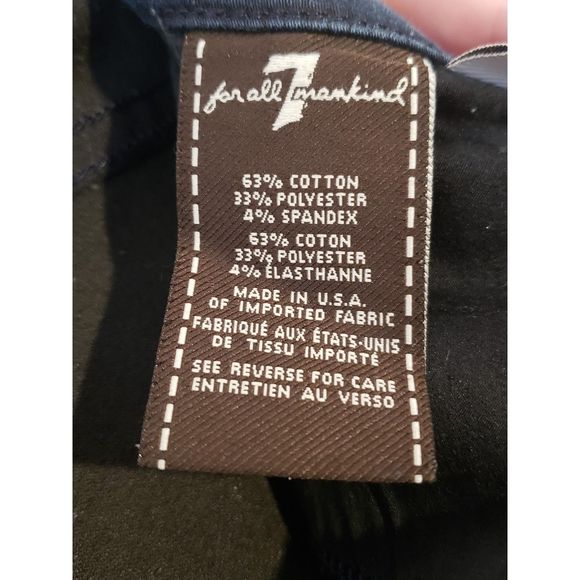 for all 7 mankind
63% COTTON
33% POLYESTER
4% SPANDEX
63% COTON
33% POLYESTER
4% ÉLASTHANNE
MADE IN U.S.A.
OF IMPORTED FABRIC
FABRIQUÉ AUX ÉTATS-UNIS
DE TISSU IMPORTÉ
SEE REVERSE FOR CARE
ENTRETIEN AU VERSO